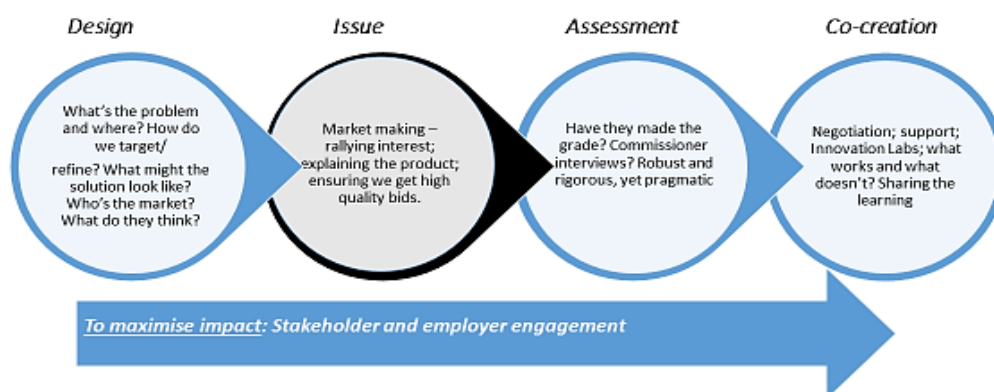 Design
Issue
Assessment
Co-creation
What's the problem
and where? How do
we target/
refine? What might the
solution look like?
Who's the market?
What do they think?
Market making –
rallying interest;
explaining the product;
ensuring we get high
quality bids.
Have they made the
grade? Commissioner
interviews? Robust and
rigorous, yet pragmatic
Negotiation; support;
Innovation Labs; what
works and what
doesn't? Sharing the
learning
To maximise impact: Stakeholder and employer engagement